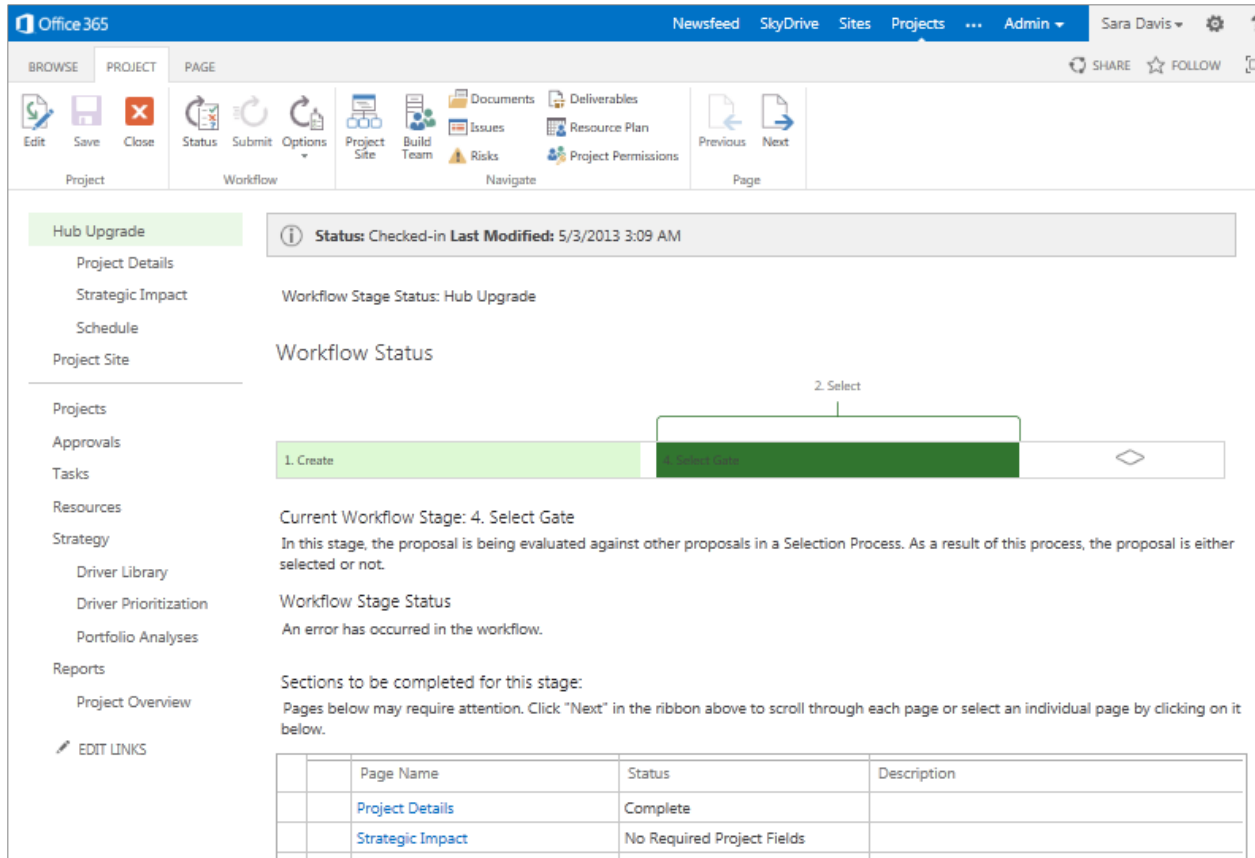 Office 365
Newsfeed SkyDrive Sites Projects ... Admin Sara Davis
BROWSE PROJECT PAGE
SHARE FOLLOW
Edit Save Close Status Submit Options Project Site Build Team
Documents Deliverables
Issues Resource Plan
Risks Project Permissions
Previous Next
Project Workflow Navigate Page
Hub Upgrade
Project Details
Strategic Impact
Schedule
Project Site
Projects
Approvals
Tasks
Resources
Strategy
Driver Library
Driver Prioritization
Portfolio Analyses
Reports
Project Overview
EDIT LINKS
Status: Checked-in Last Modified: 5/3/2013 3:09 AM
Workflow Stage Status: Hub Upgrade
Workflow Status
2. Select
1. Create
4. Select Gate
Current Workflow Stage: 4. Select Gate
In this stage, the proposal is being evaluated against other proposals in a Selection Process. As a result of this process, the proposal is either
selected or not.
Workflow Stage Status
An error has occurred in the workflow.
Sections to be completed for this stage:
Pages below may require attention. Click "Next" in the ribbon above to scroll through each page or select an individual page by clicking on it
below.
Page Name Status Description
Project Details Complete
Strategic Impact No Required Project Fields